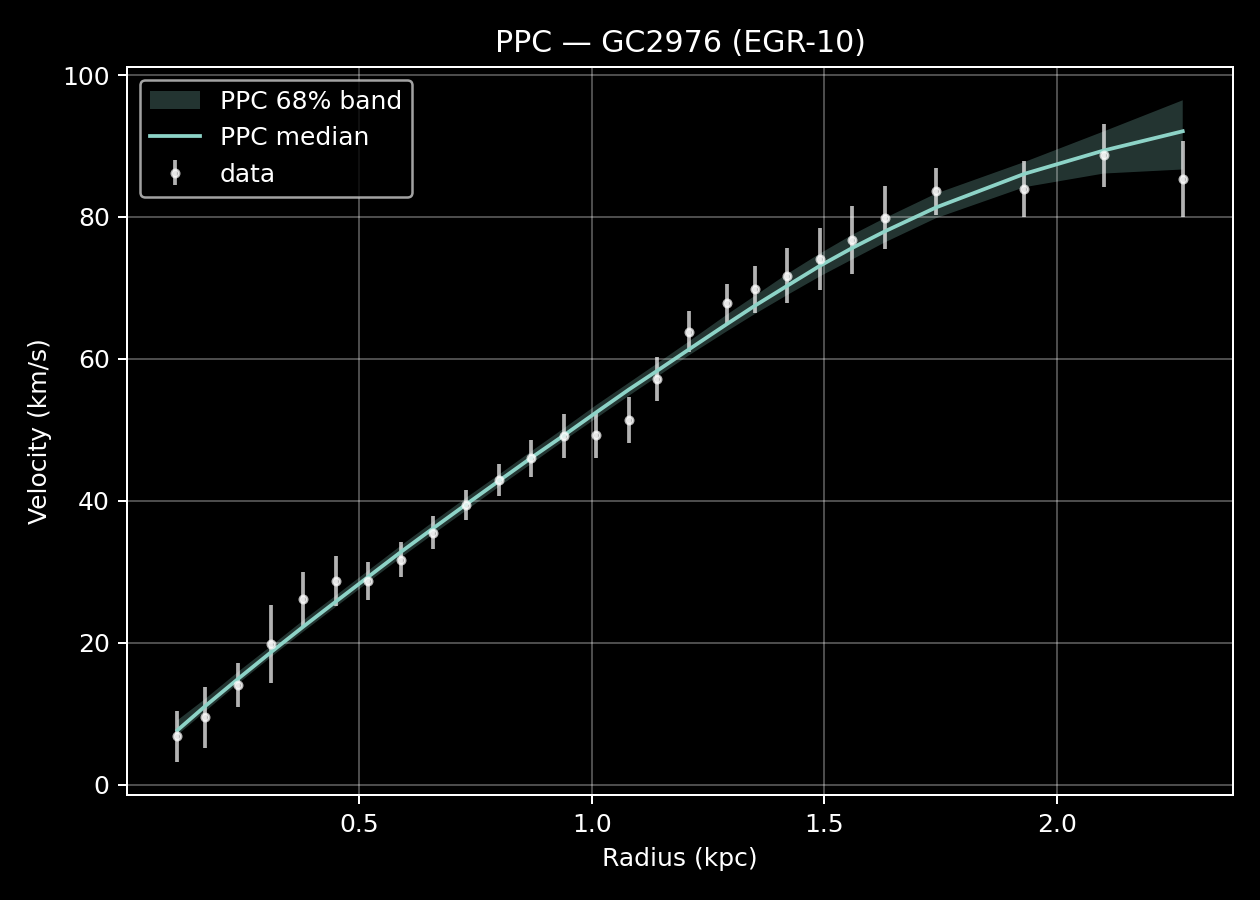 PPC — GC2976 (EGR-10)
PPC 68% band
PPC median
data
100
80
60
40
20
0
Velocity (km/s)
0.5 1.0 1.5 2.0
Radius (kpc)